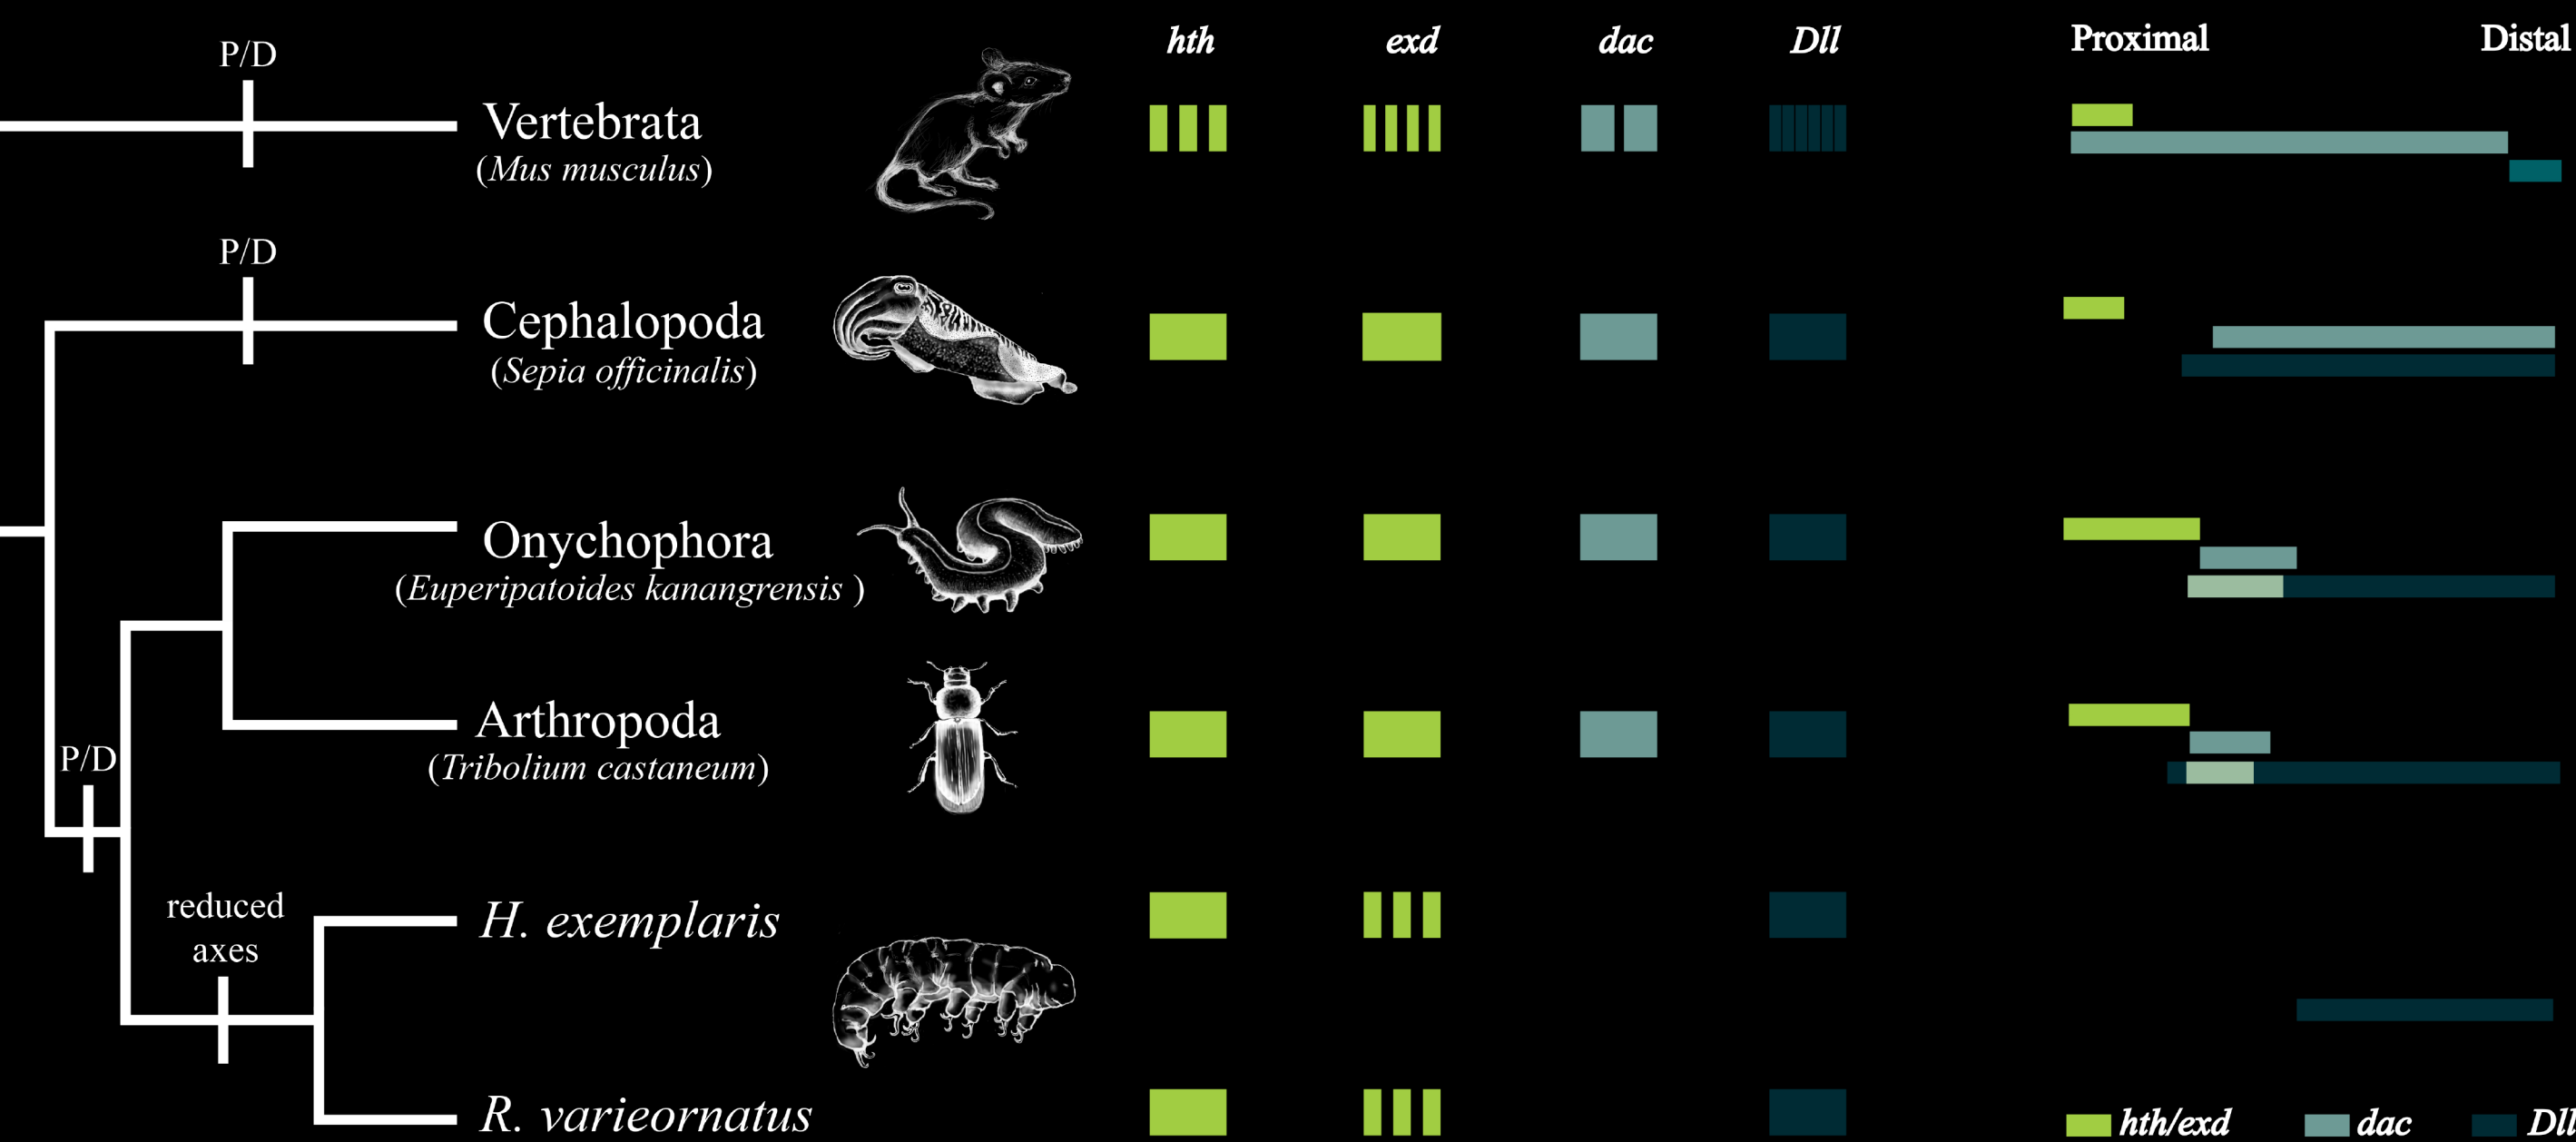 hth exd dac Dll Proximal Distal
P/D
Vertebrata
(Mus musculus)
P/D
Cephalopoda
(Sepia officinalis)
Onychophora
(Euperipatoides kanangrensis )
Arthropoda
(Tribolium castaneum)
P/D
reduced
axes
H. exemplaris
R. varieornatus
hth/exd dac Dll